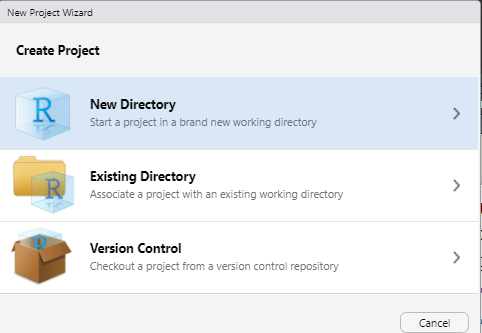 New Project Wizard
Create Project
R
New Directory
Start a project in a brand new working directory
R
Existing Directory
Associate a project with an existing working directory
R
Version Control
Checkout a project from a version control repository
Cancel